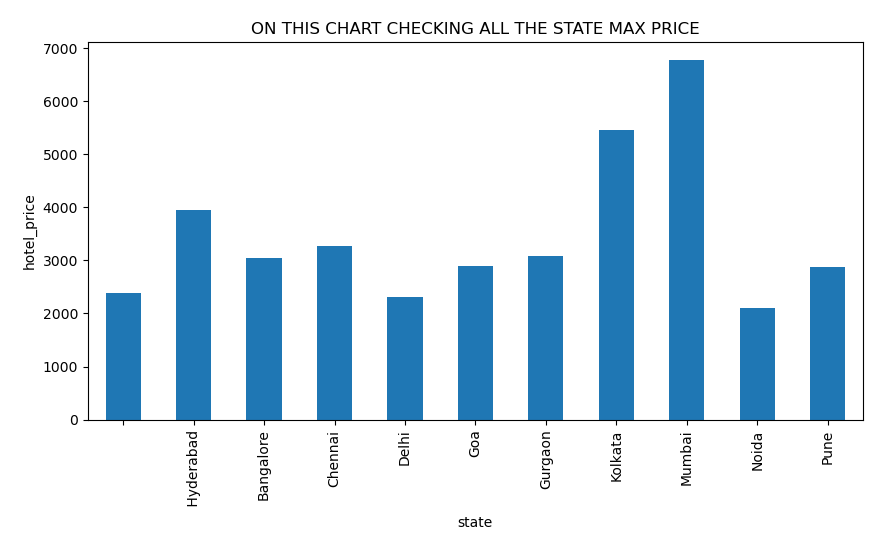 ON THIS CHART CHECKING ALL THE STATE MAX PRICE
7000
6000
5000
4000
3000
2000
1000
0
hotel_price
Hyderabad
Bangalore
Chennai
Delhi
Goa
Gurgaon
Kolkata
Mumbai
Noida
Pune
state